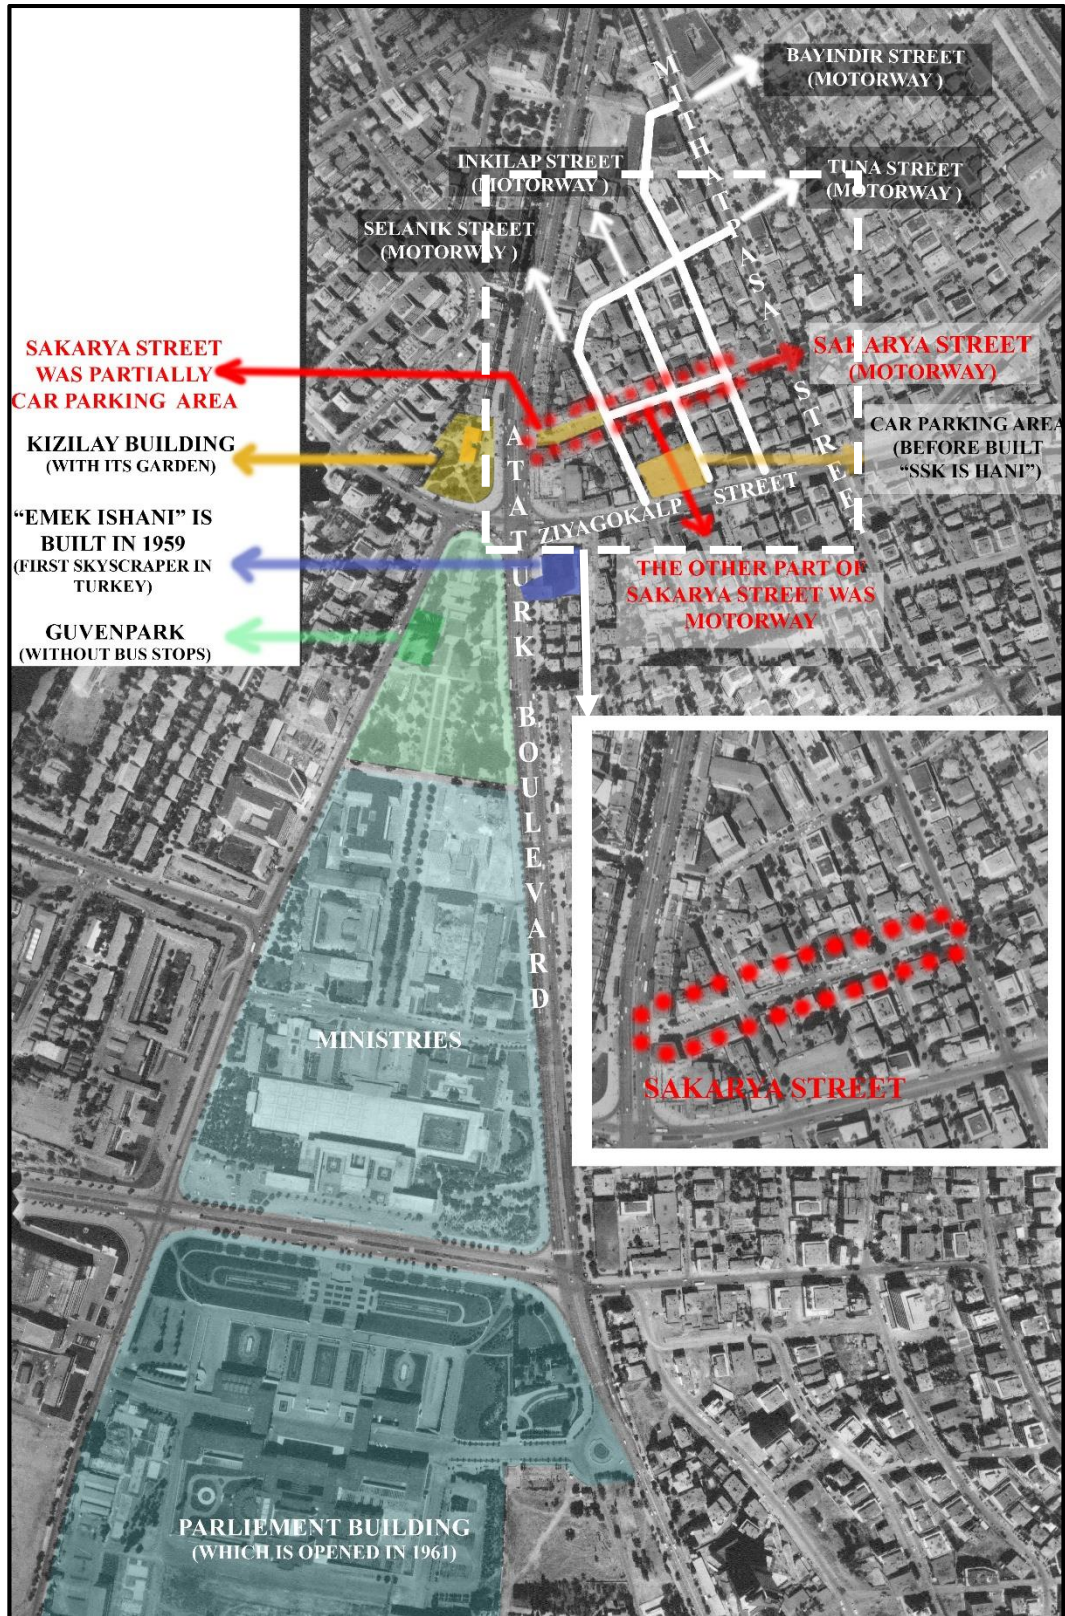 BAYINDIR STREET
(MOTORWAY )
MITHATPASA STREET
INKILAP STREET
(MOTORWAY )
TUNA STREET
(MOTORWAY )
SELANIK STREET
(MOTORWAY )
SAKARYA STREET
WAS PARTIALLY
CAR PARKING AREA
SAKARYA STREET
(MOTORWAY)
KIZILAY BUILDING
(WITH ITS GARDEN)
CAR PARKING AREA
(BEFORE BUILT
“SSK IS HANI”)
ZIYAGOKALP STREET
“EMEK ISHANI” IS
BUILT IN 1959
(FIRST SKYSCRAPER IN
TURKEY)
THE OTHER PART OF
SAKARYA STREET WAS
MOTORWAY
GUVENPARK
(WITHOUT BUS STOPS)
ATATURK BOULEVARD
MINISTRIES
SAKARYA STREET
PARLIEMENT BUILDING
(WHICH IS OPENED IN 1961)